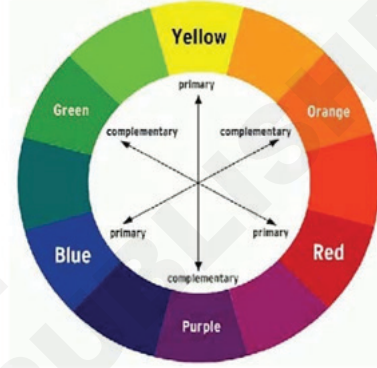 Yellow
primary
Green
Orange
complementary
complementary
primary
primary
Blue
Red
complementary
Purple